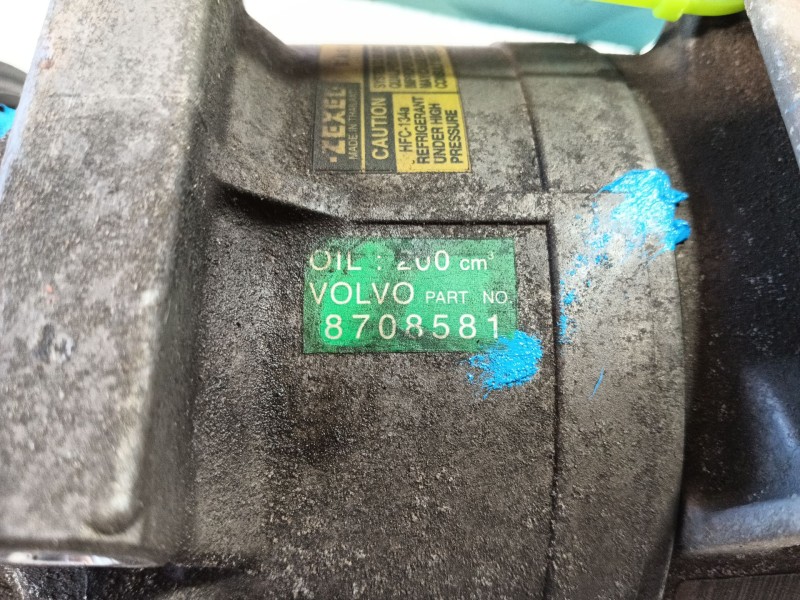 ZEXEL
MADE IN THAILAND
CAUTION
HFC-134a
REFRIGERANT
UNDER HIGH
PRESSURE
OIL : 200 cm³
VOLVO PART NO.
8708581